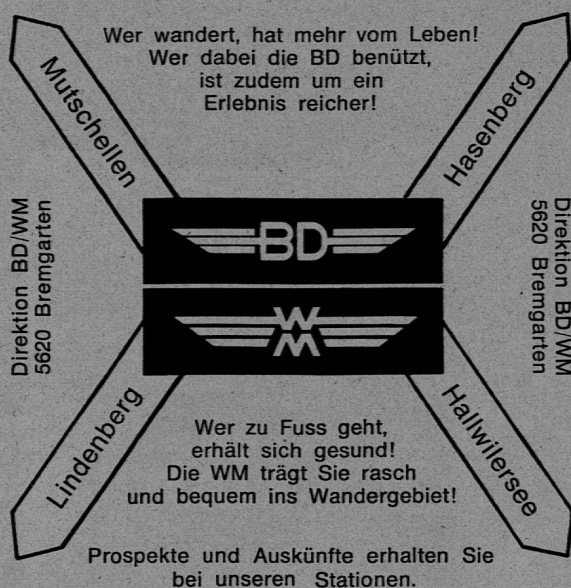 Wer wandert, hat mehr vom Leben!
Wer dabei die BD benützt,
ist zudem um ein
Erlebnis reicher!
Mutschellen
Hasenberg
Direktion BD/WM
5620 Bremgarten
BD
WM
Direktion BD/WM
5620 Bremgarten
Lindenberg
Hallwilersee
Wer zu Fuss geht,
erhält sich gesund!
Die WM trägt Sie rasch
und bequem ins Wandergebiet!
Prospekte und Auskünfte erhalten Sie
bei unseren Stationen.